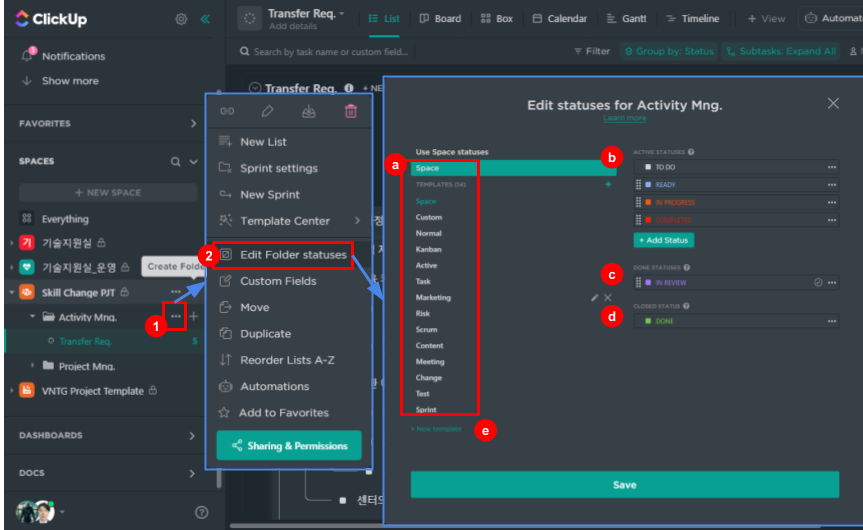 ClickUp
Notifications
Show more
FAVORITES
SPACES
+ NEW SPACE
Everything
기 기술지원실
기술지원실_운영
Create Folde
Skill Change PJT
Activity Mng.
Transfer Req. 5
Project Mng.
VNTG Project Template
DASHBOARDS
DOCS
1
Transfer Req.
Add details
List
Board
Box
Calendar
Gantt
Timeline
+ View
Automat
Search by task name or custom field...
Filter
Group by: Status
Subtasks: Expand All
Transfer Req.
+ NE
New List
Sprint settings
New Sprint
Template Center
2
Edit Folder statuses
Custom Fields
Move
Duplicate
Reorder Lists A-Z
Automations
Add to Favorites
Sharing & Permissions
센터의
Edit statuses for Activity Mng.
Learn more
Use Space statuses
a
Space
TEMPLATES (14)
+
Space
Custom
Normal
Kanban
Active
Task
Marketing
Risk
Scrum
Content
Meeting
Change
Test
Sprint
+ New template
e
b
ACTIVE STATUSES
TO DO
READY
IN PROGRESS
COMPLETED
+ Add Status
c
DONE STATUSES
IN REVIEW
d
CLOSED STATUS
DONE
Save